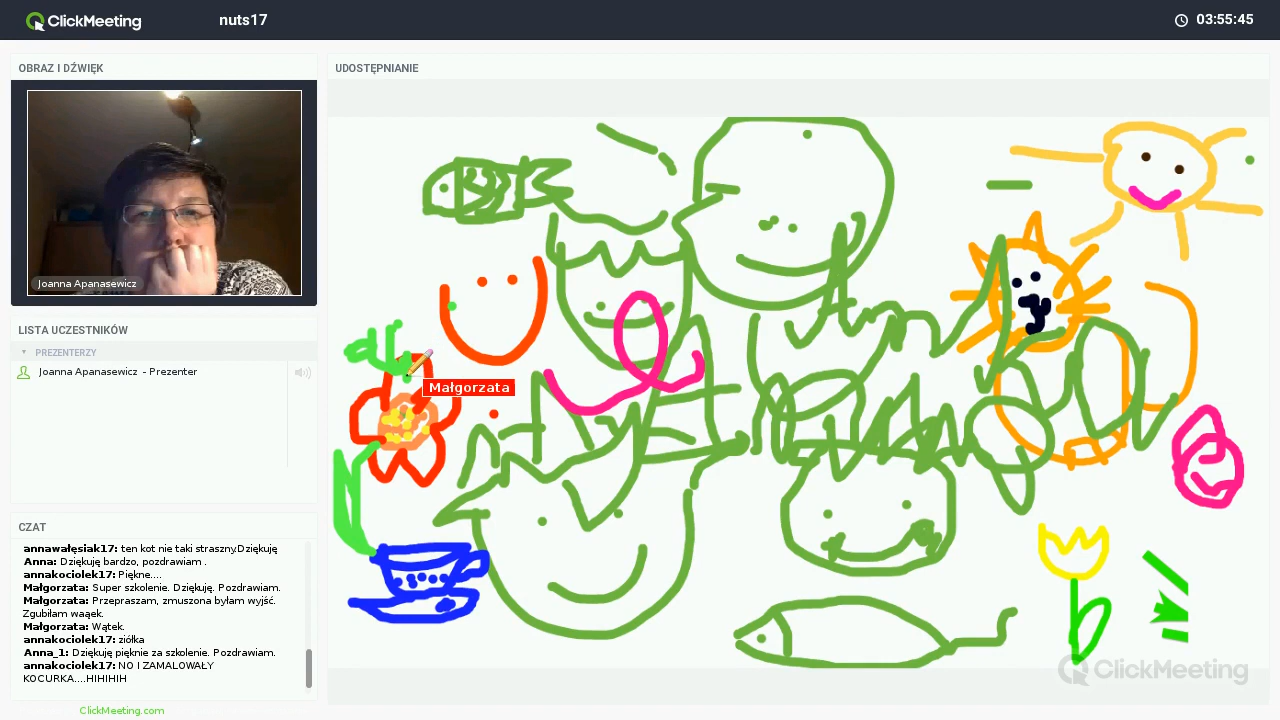 ClickMeeting
nuts17
03:55:45
OBRAZ I DŹWIĘK
UDOSTĘPNIANIE
Joanna Apanasewicz
LISTA UCZESTNIKÓW
PREZENTERZY
Joanna Apanasewicz - Prezenter
Małgorzata
CZAT
annawałęsiak17: ten kot nie taki straszny.Dziękuję
Anna: Dziękuję bardzo, pozdrawiam .
annakociolek17: Piękne....
Małgorzata: Super szkolenie. Dziękuję. Pozdrawiam.
Małgorzata: Przepraszam, zmuszona byłam wyjść.
Zgubiłam waąek.
Małgorzata: Wątek.
annakociolek17: ziółka
Anna_1: Dziękuję pięknie za szkolenie. Pozdrawiam.
annakociolek17: NO I ZAMALOWAŁY
KOCURKA....HIHIHIH
ClickMeeting
ClickMeeting.com